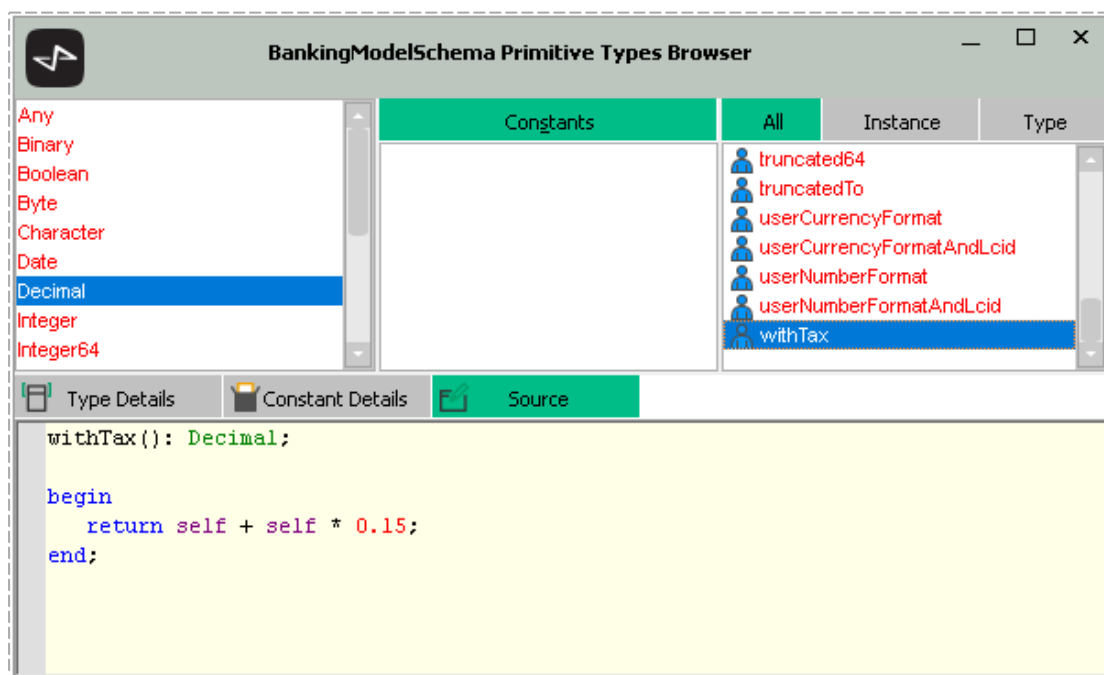 BankingModelSchema Primitive Types Browser
Any
Binary
Boolean
Byte
Character
Date
Decimal
Integer
Integer64
Constants
All Instance Type
truncated64
truncatedTo
userCurrencyFormat
userCurrencyFormatAndLcid
userNumberFormat
userNumberFormatAndLcid
withTax
Type Details Constant Details Source
withTax(): Decimal;
begin
return self + self * 0.15;
end;